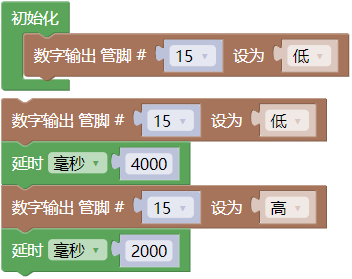 初始化
数字输出 管脚 # 15 设为 低
数字输出 管脚 # 15 设为 低
延时 毫秒 4000
数字输出 管脚 # 15 设为 高
延时 毫秒 2000